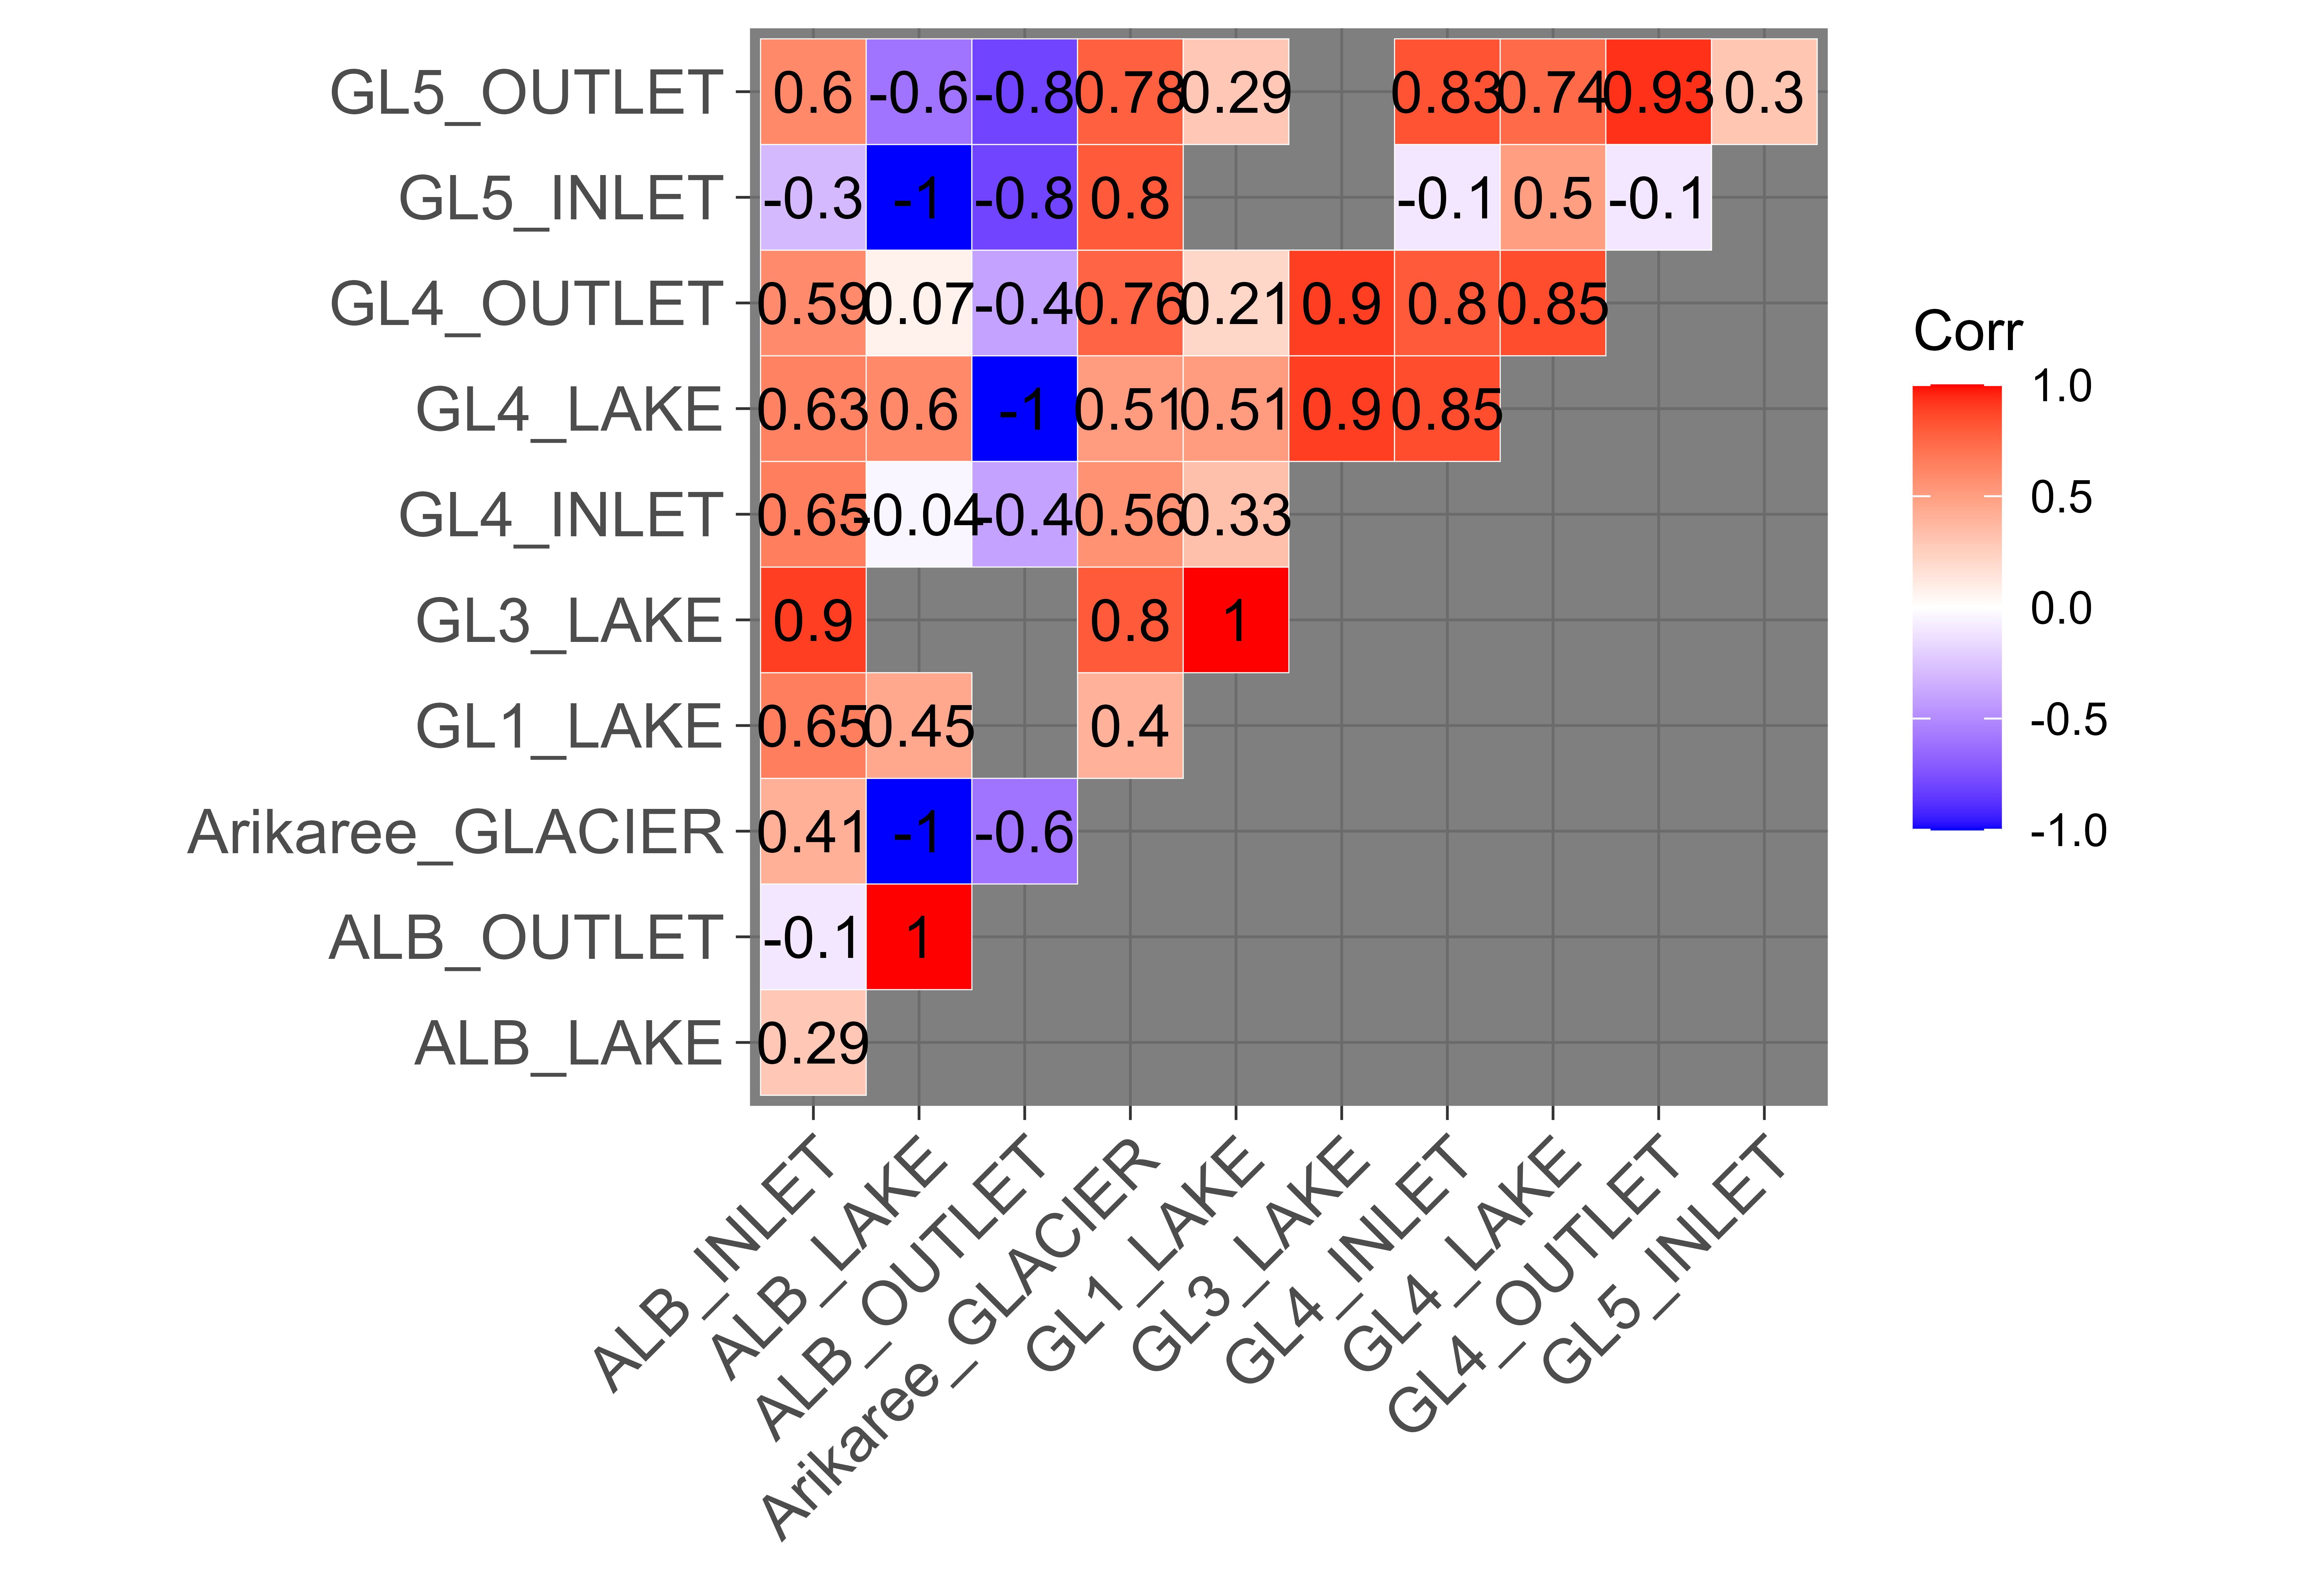 GL5_OUTLET 0.6 -0.6 -0.8 0.78 0.29 0.83 0.74 0.93 0.3
GL5_INLET -0.3 -1 -0.8 0.8 -0.1 0.5 -0.1
GL4_OUTLET 0.59 0.07 -0.4 0.76 0.21 0.9 0.8 0.85
GL4_LAKE 0.63 0.6 -1 0.51 0.51 0.9 0.85
GL4_INLET 0.65 -0.04 -0.4 0.56 0.33
GL3_LAKE 0.9 0.8 1
GL1_LAKE 0.65 0.45 0.4
Arikaree_GLACIER 0.41 -1 -0.6
ALB_OUTLET -0.1 1
ALB_LAKE 0.29
ALB_INLET
ALB_LAKE
ALB_OUTLET
Arikaree_GLACIER
GL1_LAKE
GL3_LAKE
GL4_INLET
GL4_LAKE
GL4_OUTLET
GL5_INLET
Corr
1.0
0.5
0.0
-0.5
-1.0